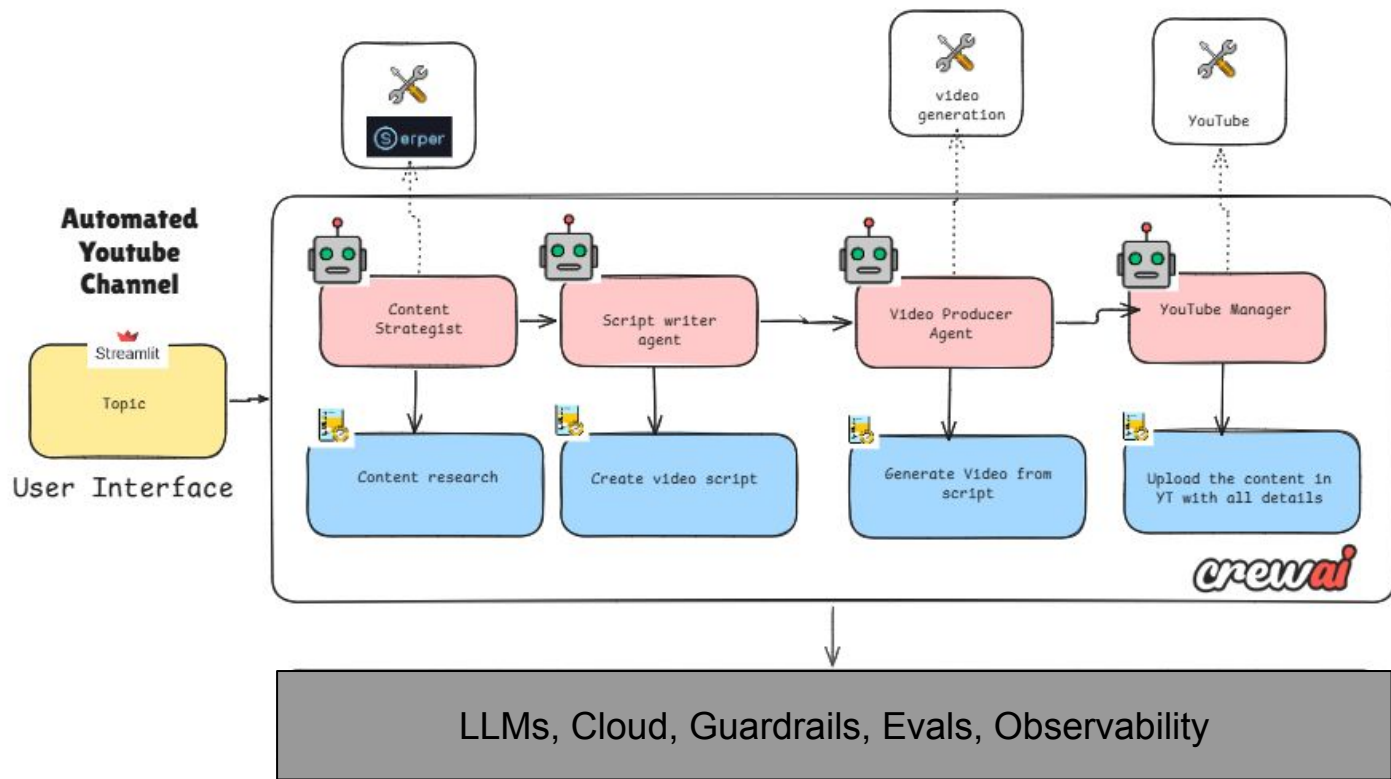 Serper
video
generation
YouTube
Automated
Youtube
Channel
Streamlit
Topic
User Interface
Content
Strategist
Script writer
agent
Video Producer
Agent
YouTube Manager
Content research
Create video script
Generate Video from
script
Upload the content in
YT with all details
crewai
LLMs, Cloud, Guardrails, Evals, Observability